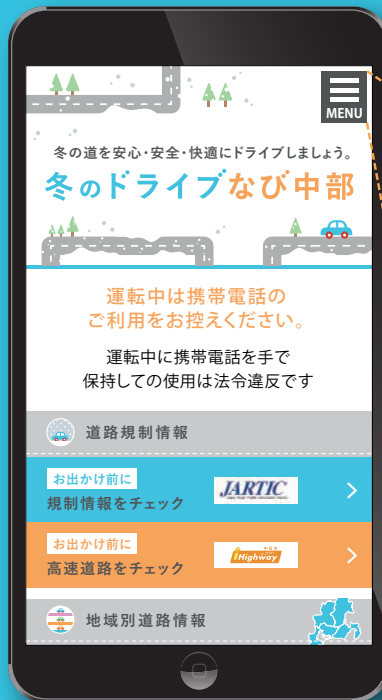 MENU
冬の道を安心・安全・快適にドライブしましょう。
冬のドライブなび中部
運転中は携帯電話の
ご利用をお控えください。
運転中に携帯電話を手で
保持しての使用は法令違反です
道路規制情報
お出かけ前に
規制情報をチェック
JARTIC
お出かけ前に
高速道路をチェック
iHighway
地域別道路情報